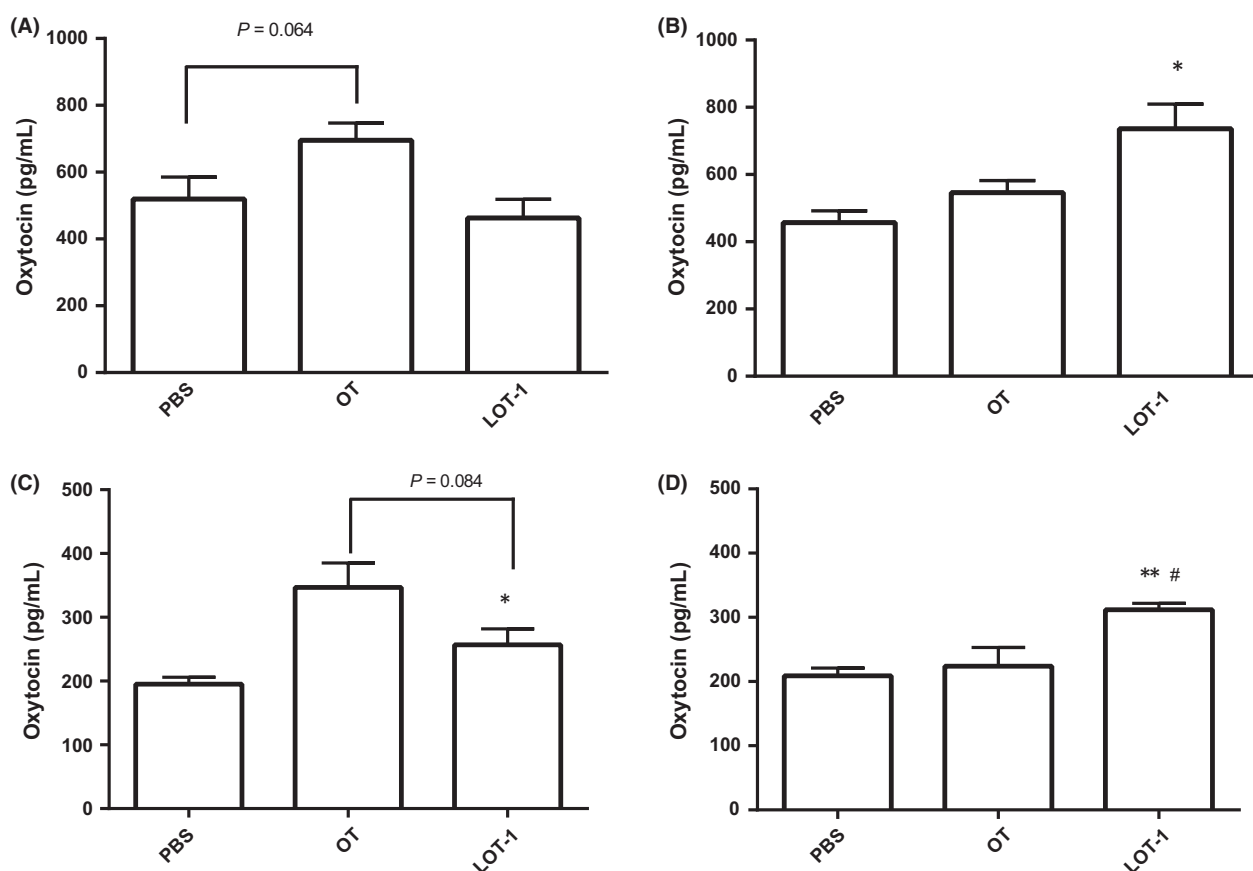 (A)
P = 0.064
Oxytocin (pg/mL)
1000
800
600
400
200
0
PBS
OT
LOT-1
(B)
*
Oxytocin (pg/mL)
1000
800
600
400
200
0
PBS
OT
LOT-1
(C)
P = 0.084
*
Oxytocin (pg/mL)
500
400
300
200
100
0
PBS
OT
LOT-1
(D)
** #
Oxytocin (pg/mL)
500
400
300
200
100
0
PBS
OT
LOT-1